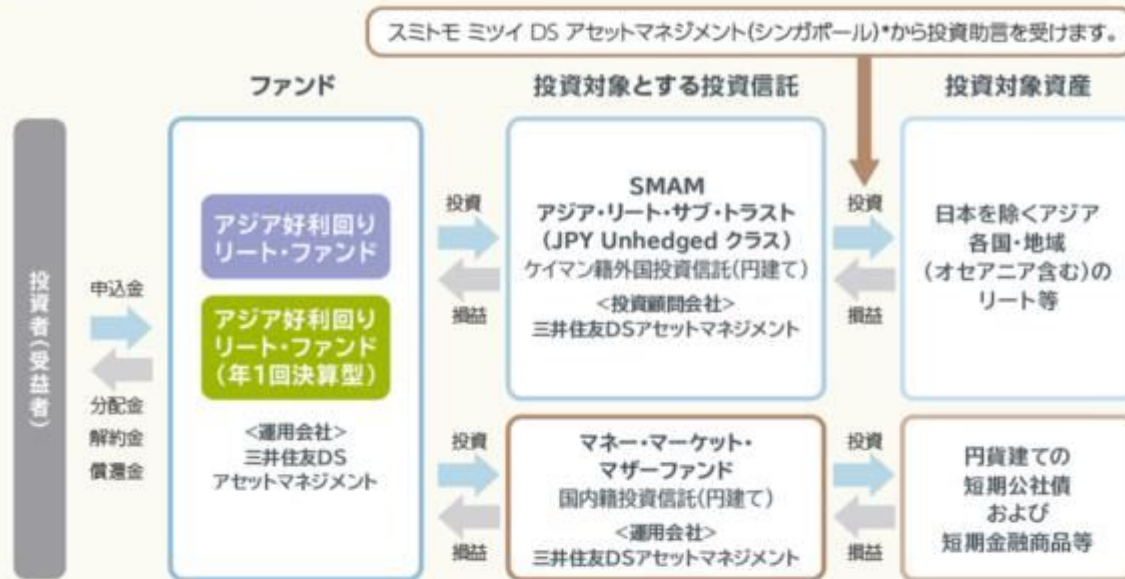 スミトモ ミツイ DS アセットマネジメント(シンガポール)*から投資助言を受けます。
ファンド
投資対象とする投資信託
投資対象資産
投資者(受益者)
申込金
分配金
解約金
償還金
アジア好利回り
リート・ファンド
アジア好利回り
リート・ファンド
(年1回決算型)
<運用会社>
三井住友DS
アセットマネジメント
投資
損益
SMAM
アジア・リート・サブ・トラスト
(JPY Unhedged クラス)
ケイマン籍外国投資信託(円建て)
<投資顧問会社>
三井住友DSアセットマネジメント
投資
損益
日本を除くアジア
各国・地域
(オセアニア含む)の
リート等
投資
損益
マネー・マーケット・
マザーファンド
国内籍投資信託(円建て)
<運用会社>
三井住友DSアセットマネジメント
投資
損益
円貨建ての
短期公社債
および
短期金融商品等